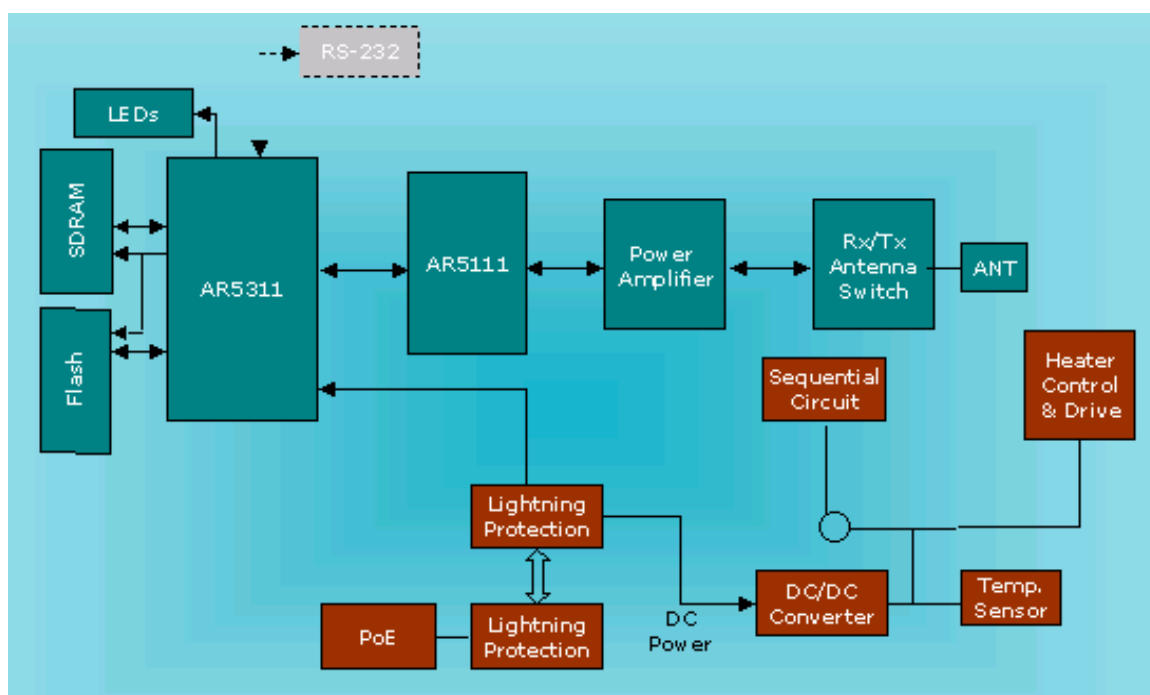 RS-232
LEDs
SDRAM
AR5311
AR5111
Power
Amplifier
Rx/Tx
Antenna
Switch
ANT
Flash
Sequential
Circuit
Heater
Control
& Drive
Lightning
Protection
DC/DC
Converter
Temp.
Sensor
PoE
Lightning
Protection
DC
Power